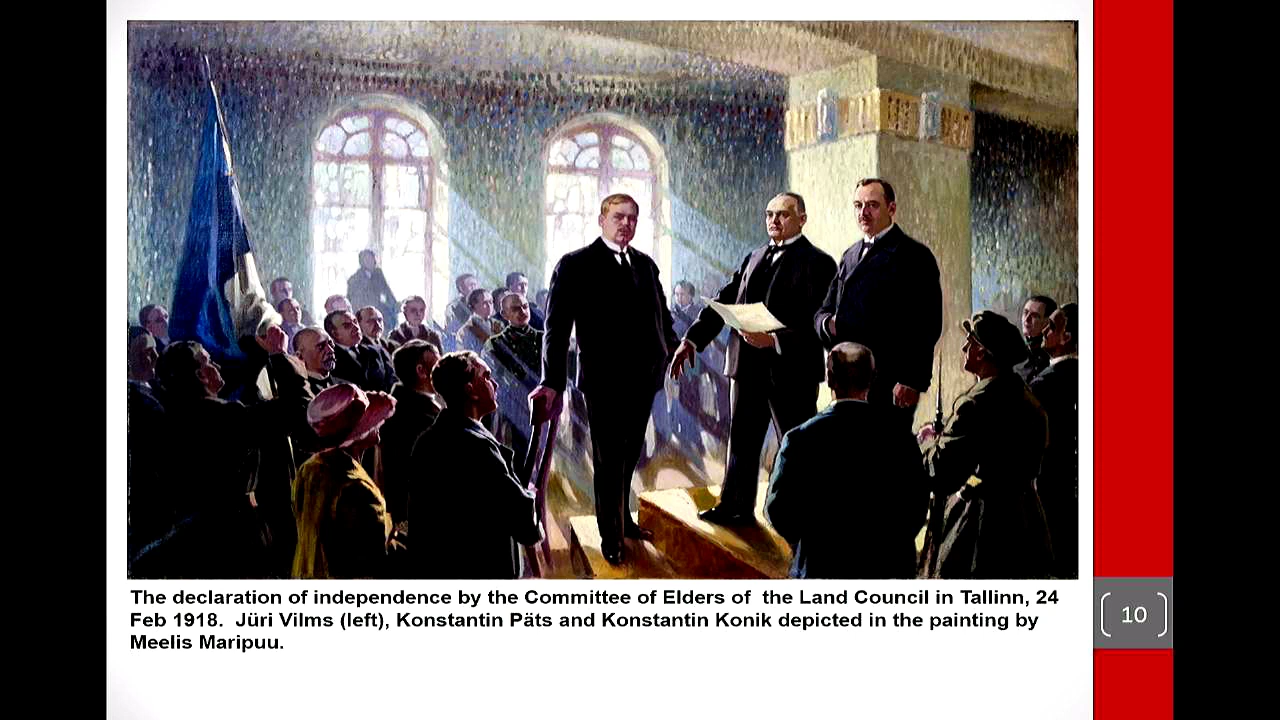 The declaration of independence by the Committee of Elders of  the Land Council in Tallinn, 24
Feb 1918.  Jüri Vilms (left), Konstantin Päts and Konstantin Konik depicted in the painting by
Meelis Maripuu.
10